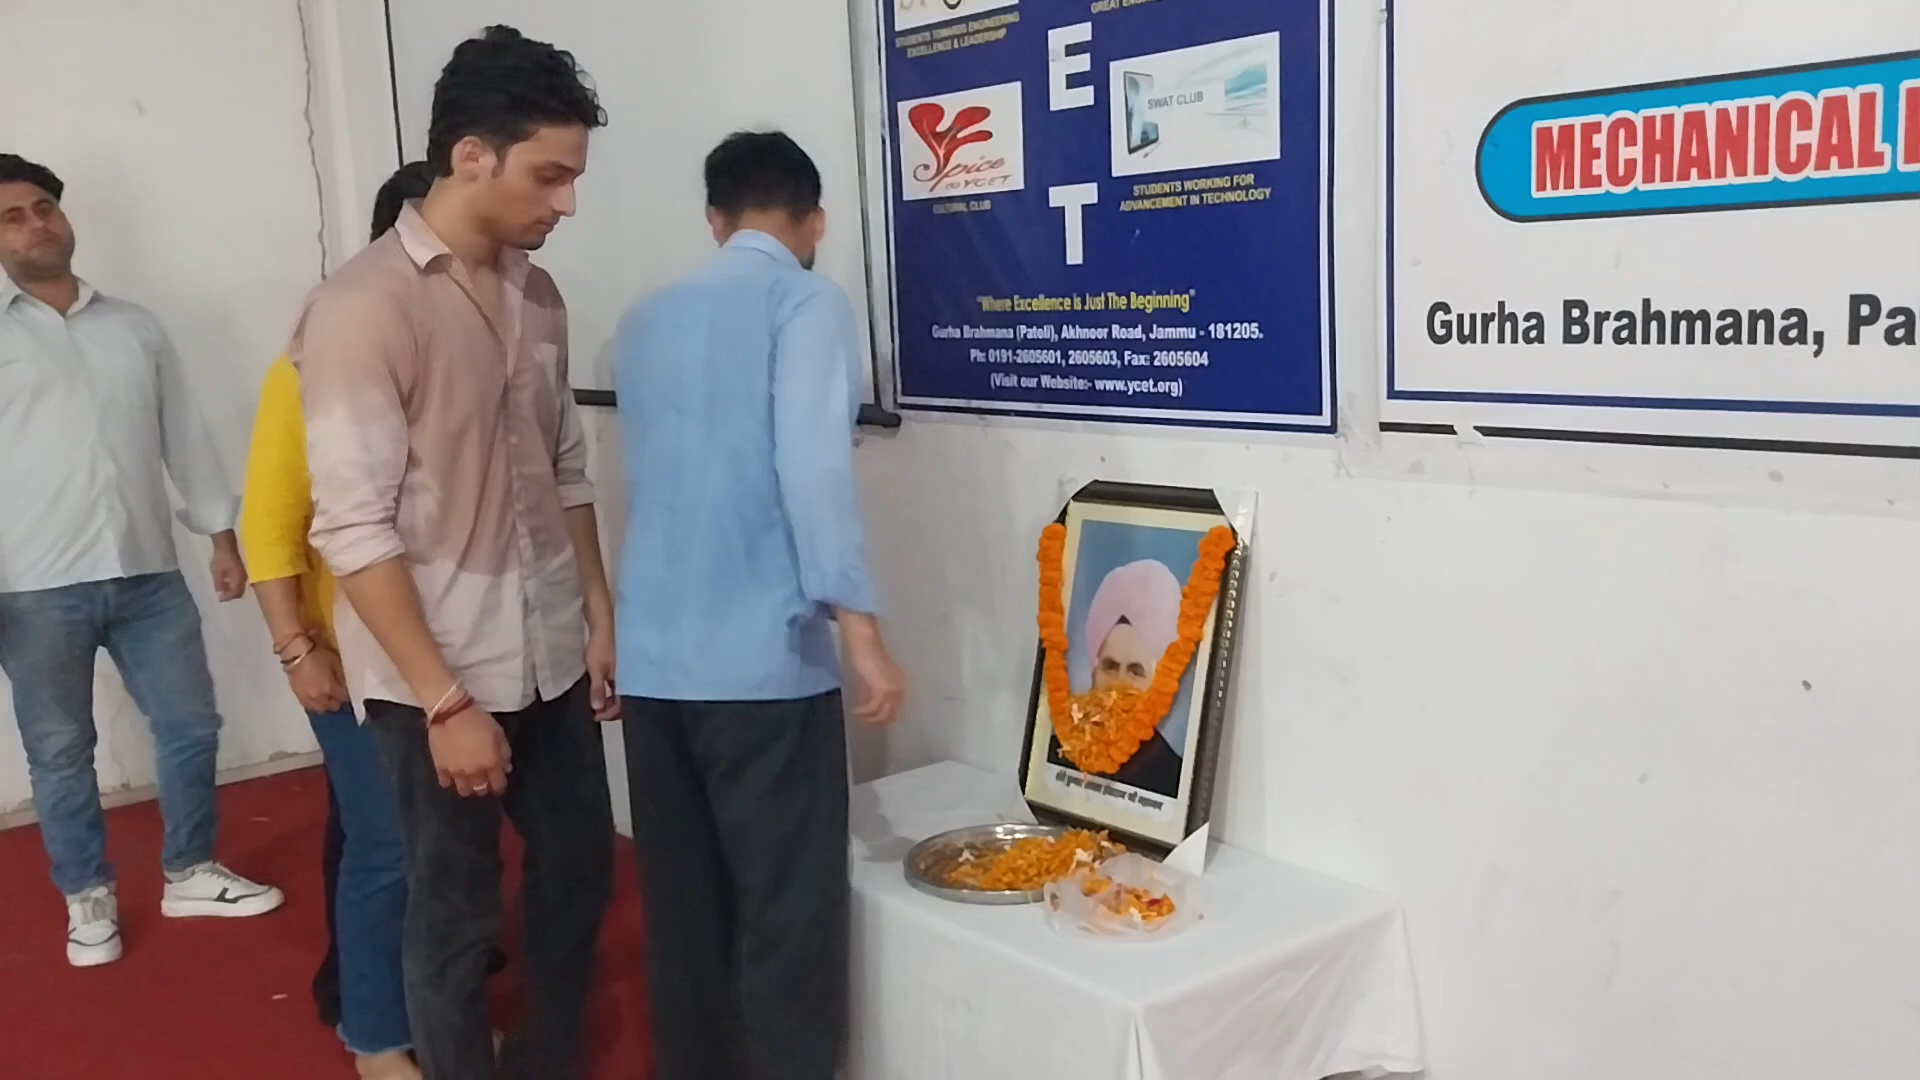 STUDENTS TOWARDS ENGINEERING
EXCELLENCE & LEADERSHIP
E
T
Spice
@YCET
CULTURAL CLUB
SWAT CLUB
STUDENTS WORKING FOR
ADVANCEMENT IN TECHNOLOGY
"Where Excellence is Just The Beginning"
Gurha Brahmana (Patoli), Akhnoor Road, Jammu - 181205.
Ph: 0191-2605601, 2605603, Fax: 2605604
(Visit our Website:- www.ycet.org)
MECHANICAL
Gurha Brahmana, Pa